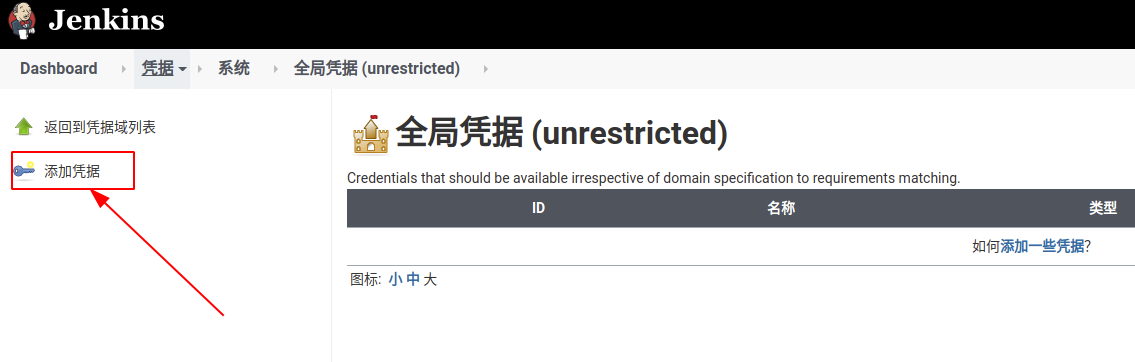 Jenkins
Dashboard 凭据 系统 全局凭据 (unrestricted)
返回到凭据域列表
添加凭据
全局凭据 (unrestricted)
Credentials that should be available irrespective of domain specification to requirements matching.
ID 名称 类型
如何添加一些凭据?
图标: 小 中 大